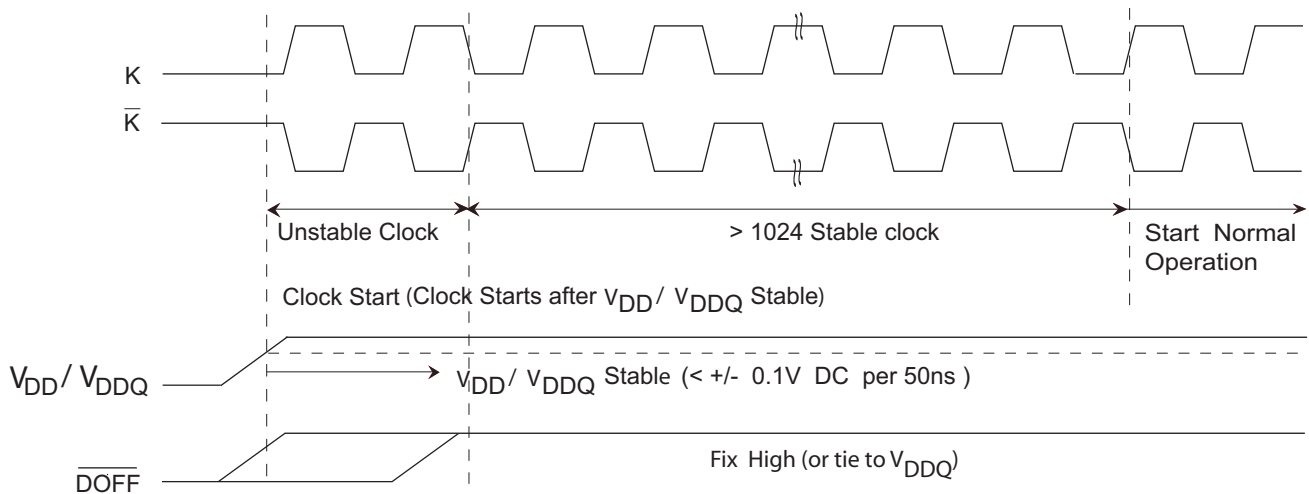 K
K̅
Unstable Clock
> 1024 Stable clock
Start Normal
Operation
Clock Start (Clock Starts after VDD / VDDQ Stable)
VDD / VDDQ
VDD / VDDQ Stable (< +/- 0.1V DC per 50ns )
Fix High (or tie to VDDQ)
D̅O̅F̅F̅